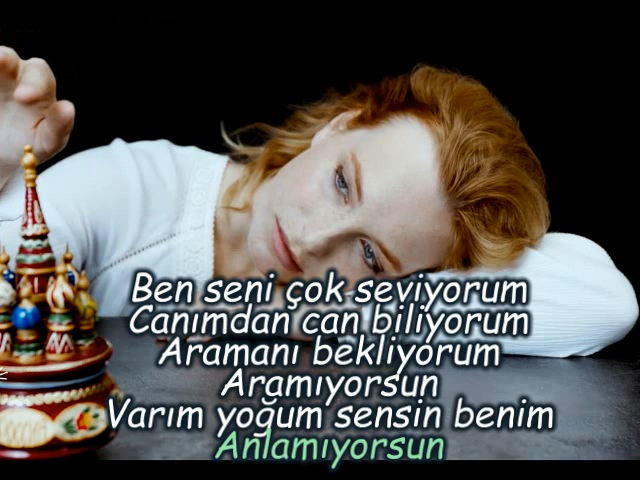 Ben seni çok seviyorum
Canımdan can biliyorum
Aramanı bekliyorum
Aramıyorsun
Varım yoğum sensin benim
Anlamıyorsun